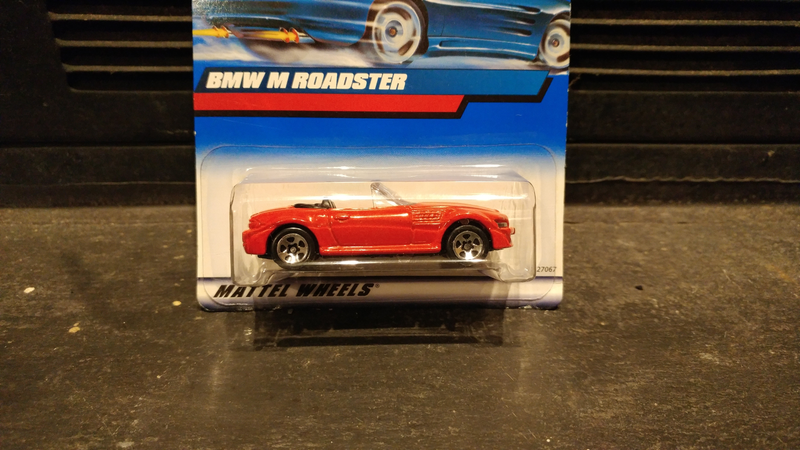 BMW M ROADSTER
27067
MATTEL WHEELS®